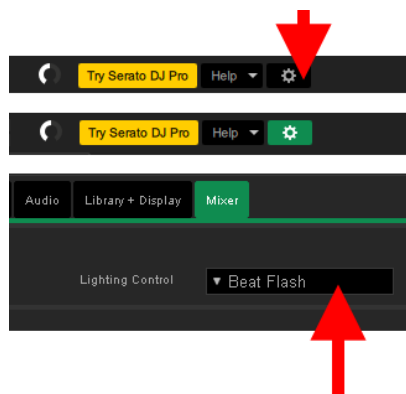 Try Serato DJ Pro Help
Try Serato DJ Pro Help
Audio Library + Display Mixer
Lighting Control Beat Flash